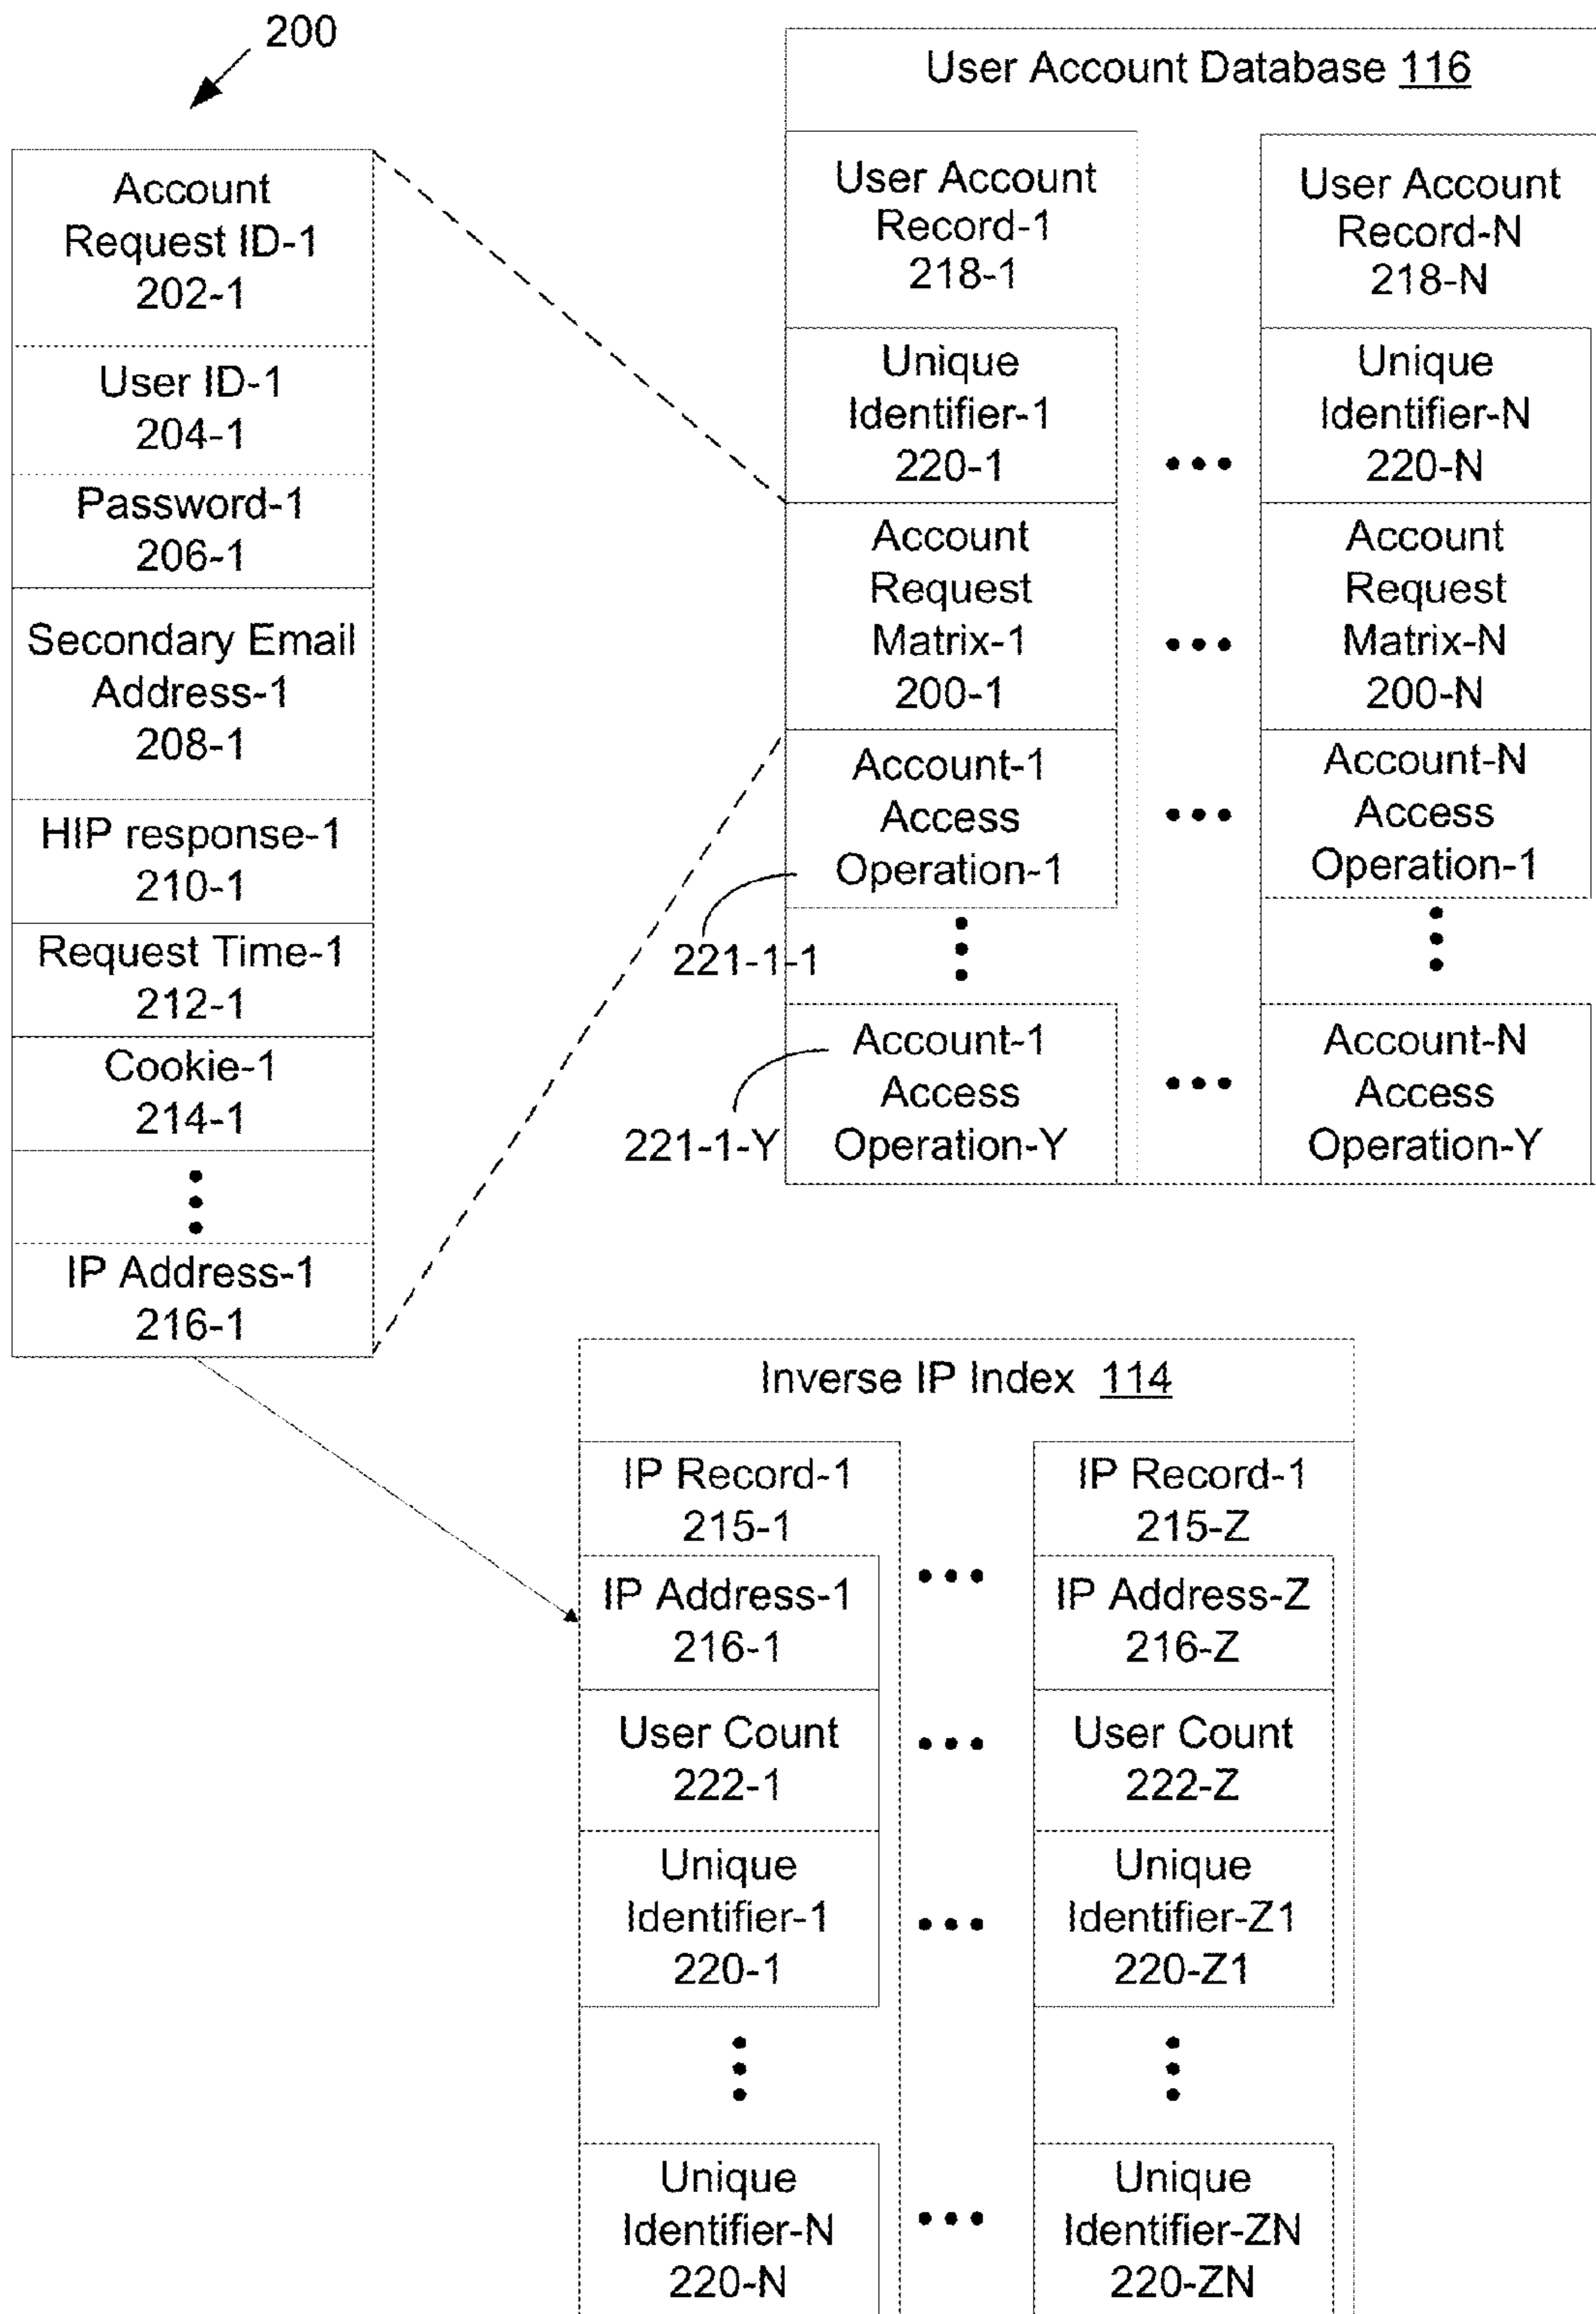 200
Account
Request ID-1
202-1
User ID-1
204-1
Password-1
206-1
Secondary Email
Address-1
208-1
HIP response-1
210-1
Request Time-1
212-1
Cookie-1
214-1
IP Address-1
216-1
User Account Database 116
User Account
Record-1
218-1
Unique
Identifier-1
220-1
Account
Request
Matrix-1
200-1
Account-1
Access
Operation-1
221-1-1
Account-1
Access
Operation-Y
221-1-Y
User Account
Record-N
218-N
Unique
Identifier-N
220-N
Account
Request
Matrix-N
200-N
Account-N
Access
Operation-1
Account-N
Access
Operation-Y
Inverse IP Index 114
IP Record-1
215-1
IP Address-1
216-1
User Count
222-1
Unique
Identifier-1
220-1
Unique
Identifier-N
220-N
IP Record-1
215-Z
IP Address-Z
216-Z
User Count
222-Z
Unique
Identifier-Z1
220-Z1
Unique
Identifier-ZN
220-ZN